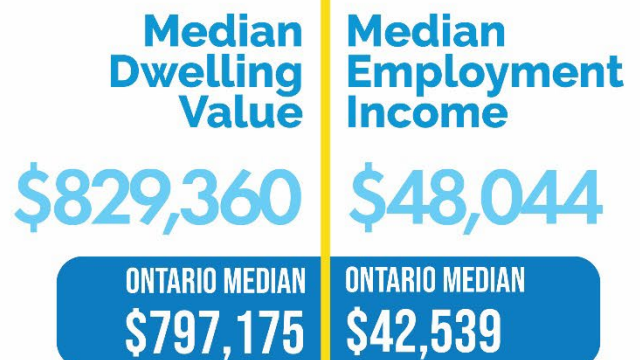 Median
Dwelling
Value
$829,360
ONTARIO MEDIAN
$797,175
Median
Employment
Income
$48,044
ONTARIO MEDIAN
$42,539